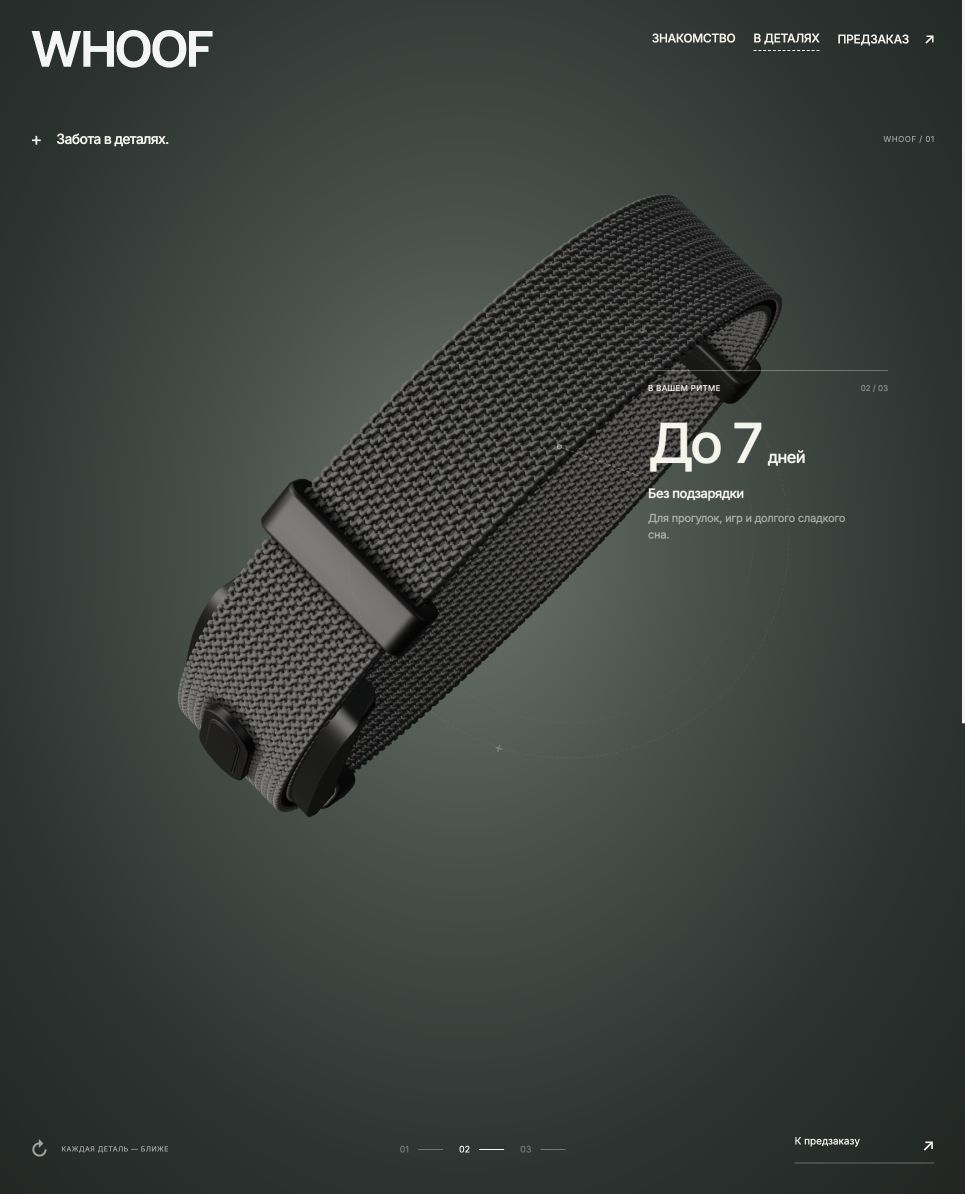 WHOOF
ЗНАКОМСТВО В ДЕТАЛЯХ ПРЕДЗАКАЗ
Забота в деталях.
WHOOF / 01
В ВАШЕМ РИТМЕ 02 / 03
До 7 дней
Без подзарядки
Для прогулок, игр и долгого сладкого
сна.
КАЖДАЯ ДЕТАЛЬ — БЛИЖЕ
01 02 03
К предзаказу